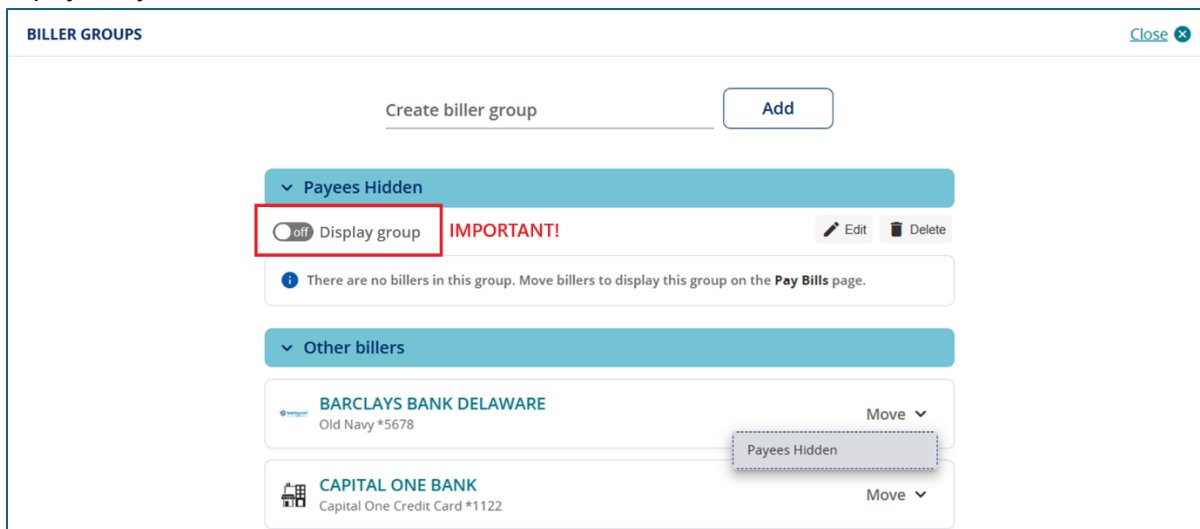 BILLER GROUPS
Close
Create biller group
Add
Payees Hidden
off Display group
IMPORTANT!
Edit
Delete
There are no billers in this group. Move billers to display this group on the Pay Bills page.
Other billers
BARCLAYS BANK DELAWARE
Old Navy *5678
Move
Payees Hidden
CAPITAL ONE BANK
Capital One Credit Card *1122
Move